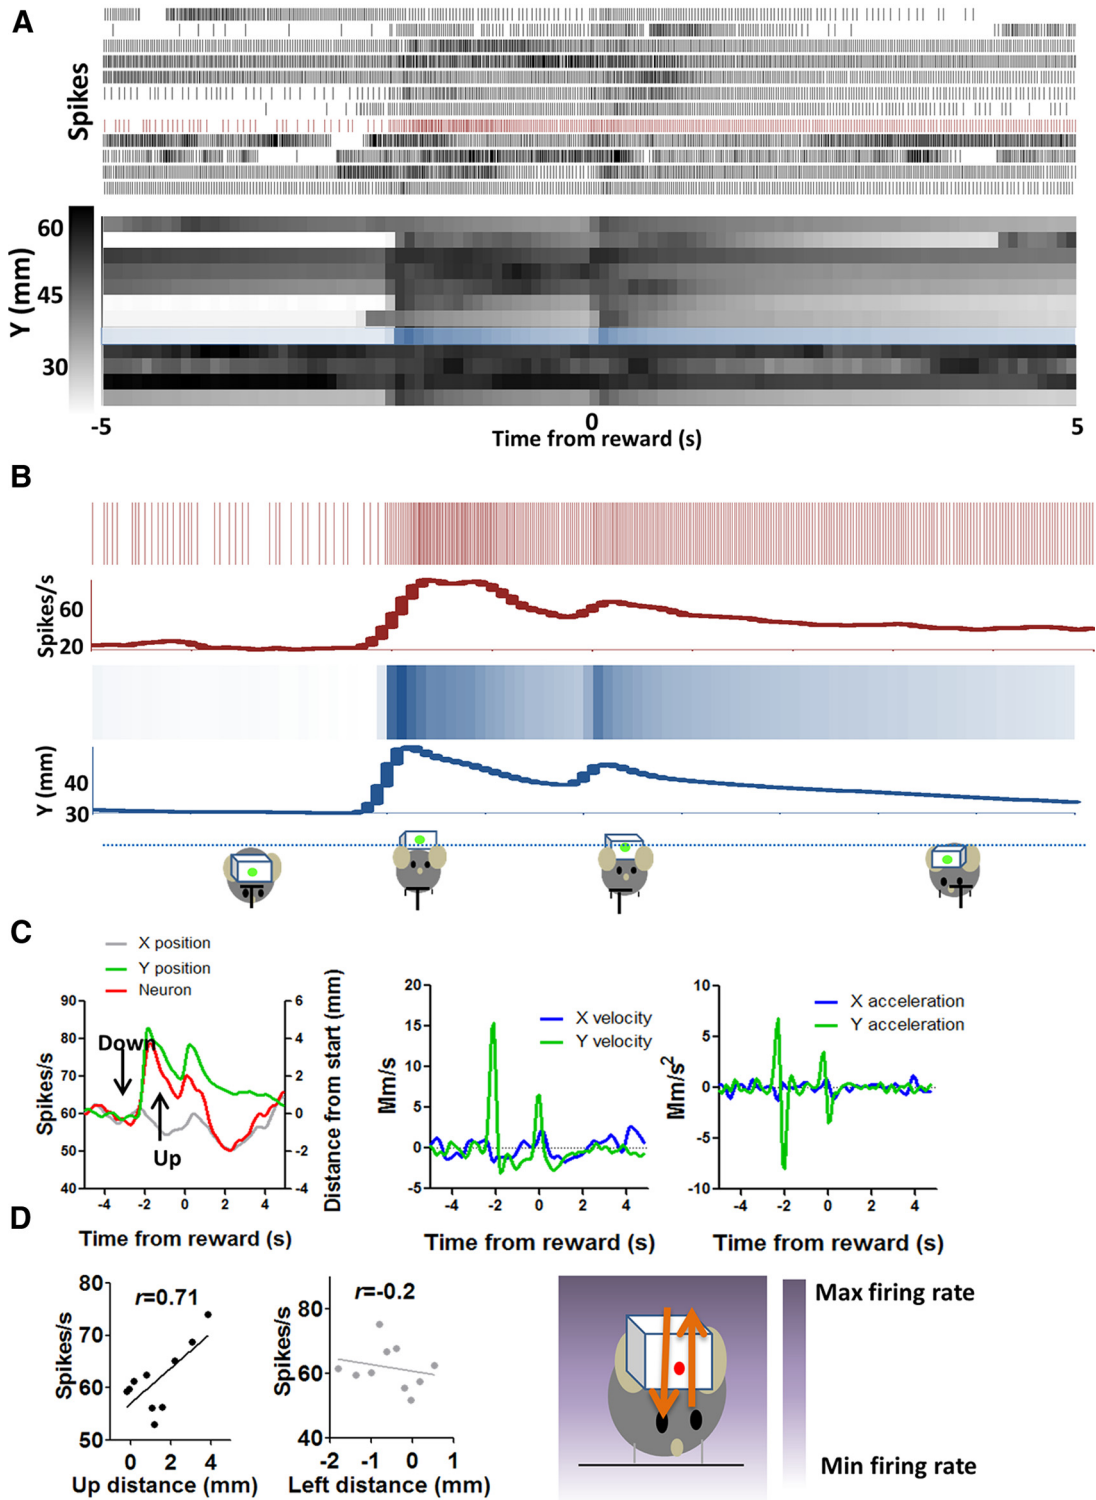 A
Spikes
60
45
30
Y (mm)
-5
0
5
Time from reward (s)
B
Spikes/s
60
20
Y (mm)
40
30
C
X position
Y position
Neuron
Down
Up
90
80
70
60
50
40
Spikes/s
6
4
2
0
-2
-4
Distance from start (mm)
-4 -2 0 2 4
Time from reward (s)
X velocity
Y velocity
20
15
10
5
0
-5
Mm/s
-4 -2 0 2 4
Time from reward (s)
X acceleration
Y acceleration
10
5
0
-5
-10
Mm/s²
-4 -2 0 2 4
Time from reward (s)
D
r=0.71
80
70
60
50
Spikes/s
0 2 4
Up distance (mm)
r=-0.2
80
60
40
Spikes/s
-2 -1 0 1
Left distance (mm)
Max firing rate
Min firing rate